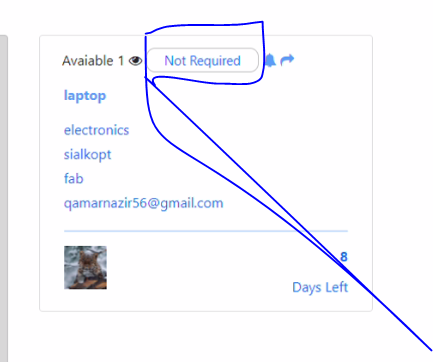 Avaiable 1 Not Required
laptop
electronics
sialkopt
fab
qamarnazir56@gmail.com
8
Days Left